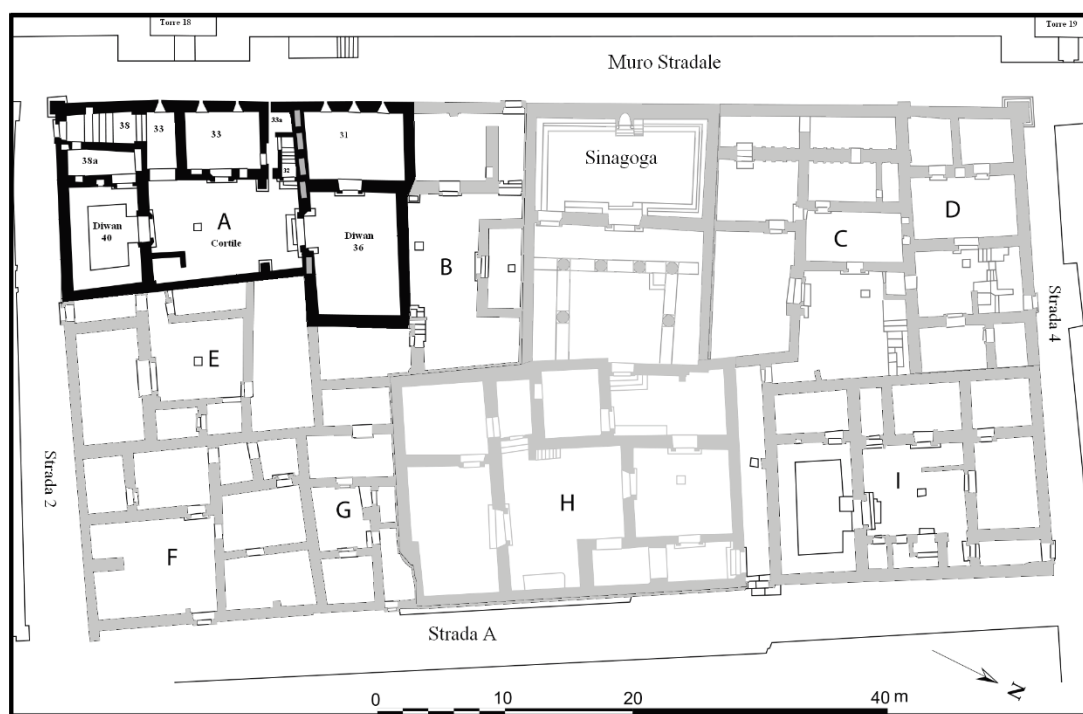 Torre 18
Torre 19
Muro Stradale
38
33
33
33a
31
38a
32
Sinagoga
A
Cortile
Diwan
40
Diwan
36
B
C
D
Strada 4
E
Strada 2
F
G
H
I
Strada A
N
0
10
20
40 m